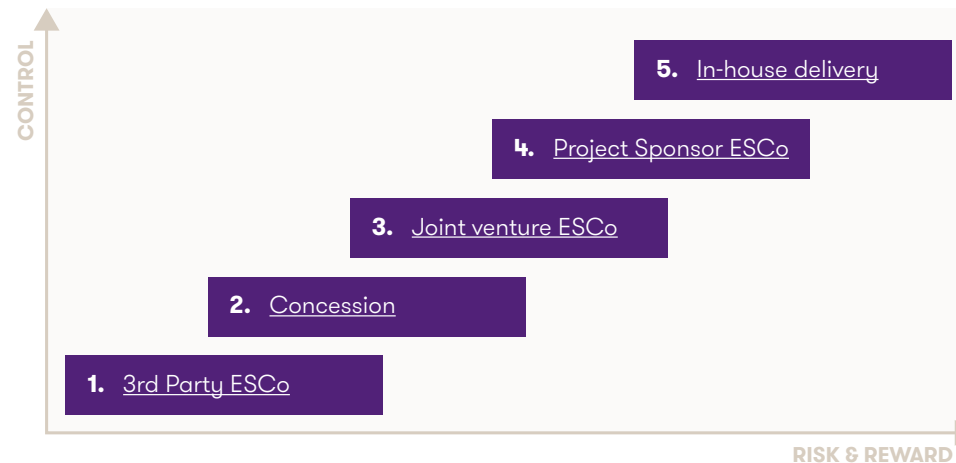 CONTROL
5. In-house delivery
4. Project Sponsor ESCo
3. Joint venture ESCo
2. Concession
1. 3rd Party ESCo
RISK & REWARD